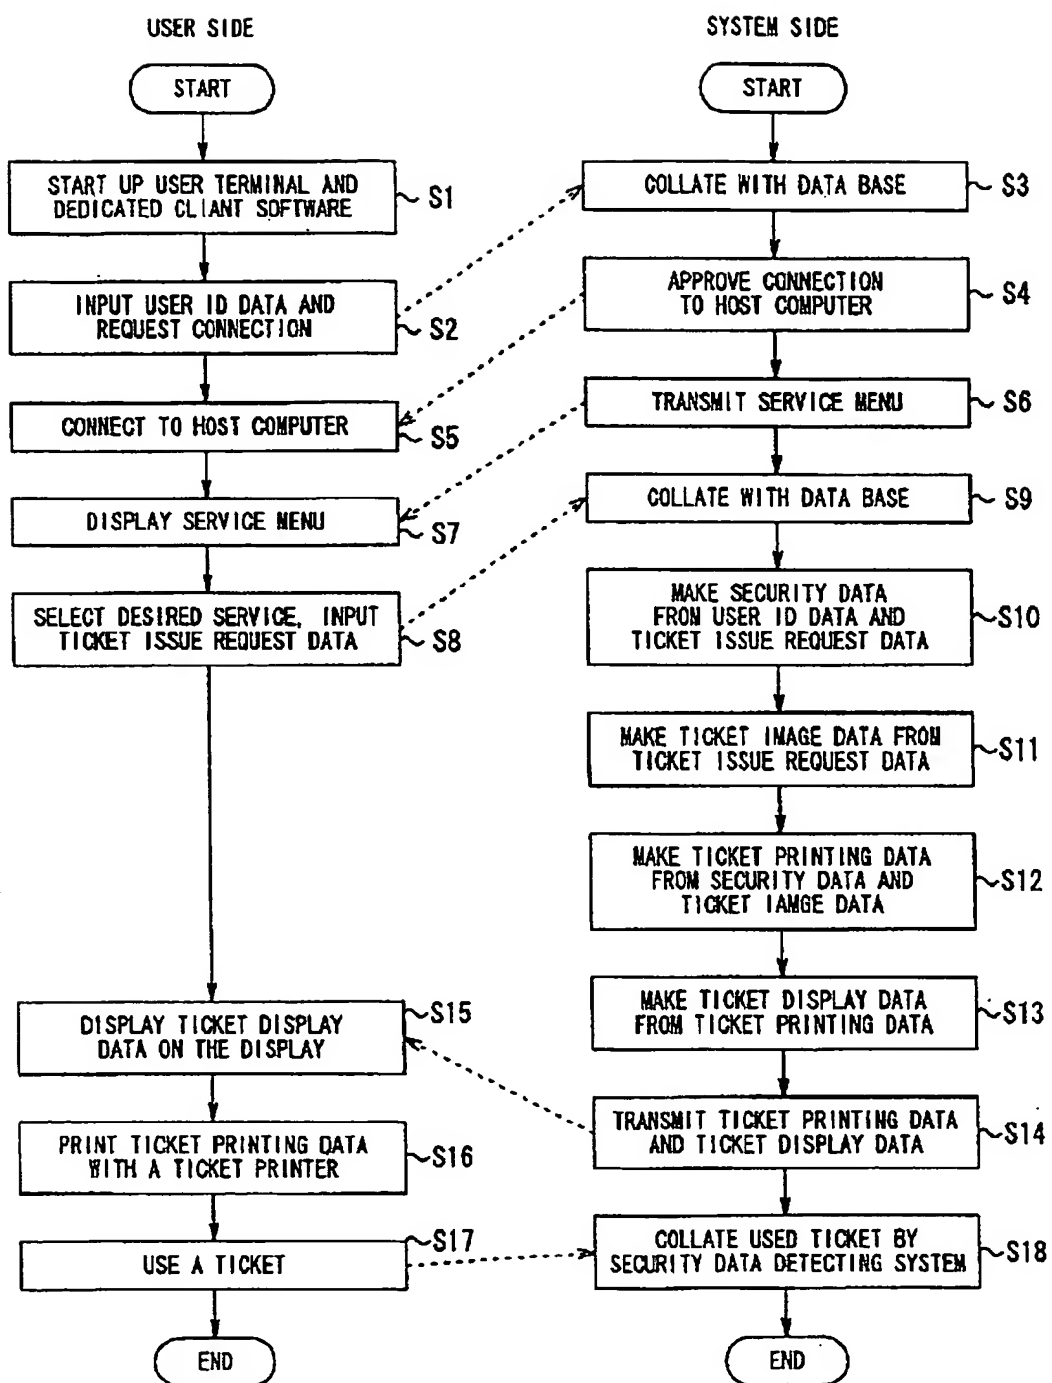 USER SIDE
START
START UP USER TERMINAL AND
DEDICATED CLIANT SOFTWARE
S1
INPUT USER ID DATA AND
REQUEST CONNECTION
S2
CONNECT TO HOST COMPUTER
S5
DISPLAY SERVICE MENU
S7
SELECT DESIRED SERVICE, INPUT
TICKET ISSUE REQUEST DATA
S8
DISPLAY TICKET DISPLAY
DATA ON THE DISPLAY
S15
PRINT TICKET PRINTING DATA
WITH A TICKET PRINTER
S16
USE A TICKET
S17
END
SYSTEM SIDE
START
COLLATE WITH DATA BASE
S3
APPROVE CONNECTION
TO HOST COMPUTER
S4
TRANSMIT SERVICE MENU
S6
COLLATE WITH DATA BASE
S9
MAKE SECURITY DATA
FROM USER ID DATA AND
TICKET ISSUE REQUEST DATA
S10
MAKE TICKET IMAGE DATA FROM
TICKET ISSUE REQUEST DATA
S11
MAKE TICKET PRINTING DATA
FROM SECURITY DATA AND
TICKET IAMGE DATA
S12
MAKE TICKET DISPLAY DATA
FROM TICKET PRINTING DATA
S13
TRANSMIT TICKET PRINTING DATA
AND TICKET DISPLAY DATA
S14
COLLATE USED TICKET BY
SECURITY DATA DETECTING SYSTEM
S18
END